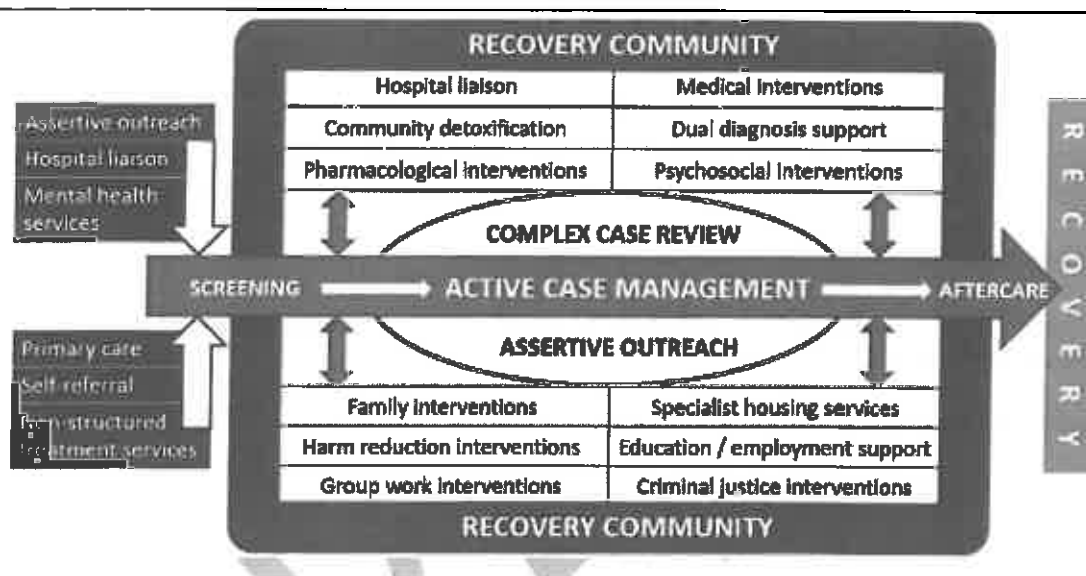 RECOVERY COMMUNITY
Hospital liaison
Medical interventions
Community detoxification
Dual diagnosis support
Pharmacological interventions
Psychosocial interventions
Assertive outreach
Hospital liaison
Mental health
services
COMPLEX CASE REVIEW
SCREENING
ACTIVE CASE MANAGEMENT
AFTERCARE
RECOVERY
ASSERTIVE OUTREACH
Primary care
Self-referral
Non-structured
treatment services
Family interventions
Specialist housing services
Harm reduction interventions
Education / employment support
Group work interventions
Criminal justice interventions
RECOVERY COMMUNITY